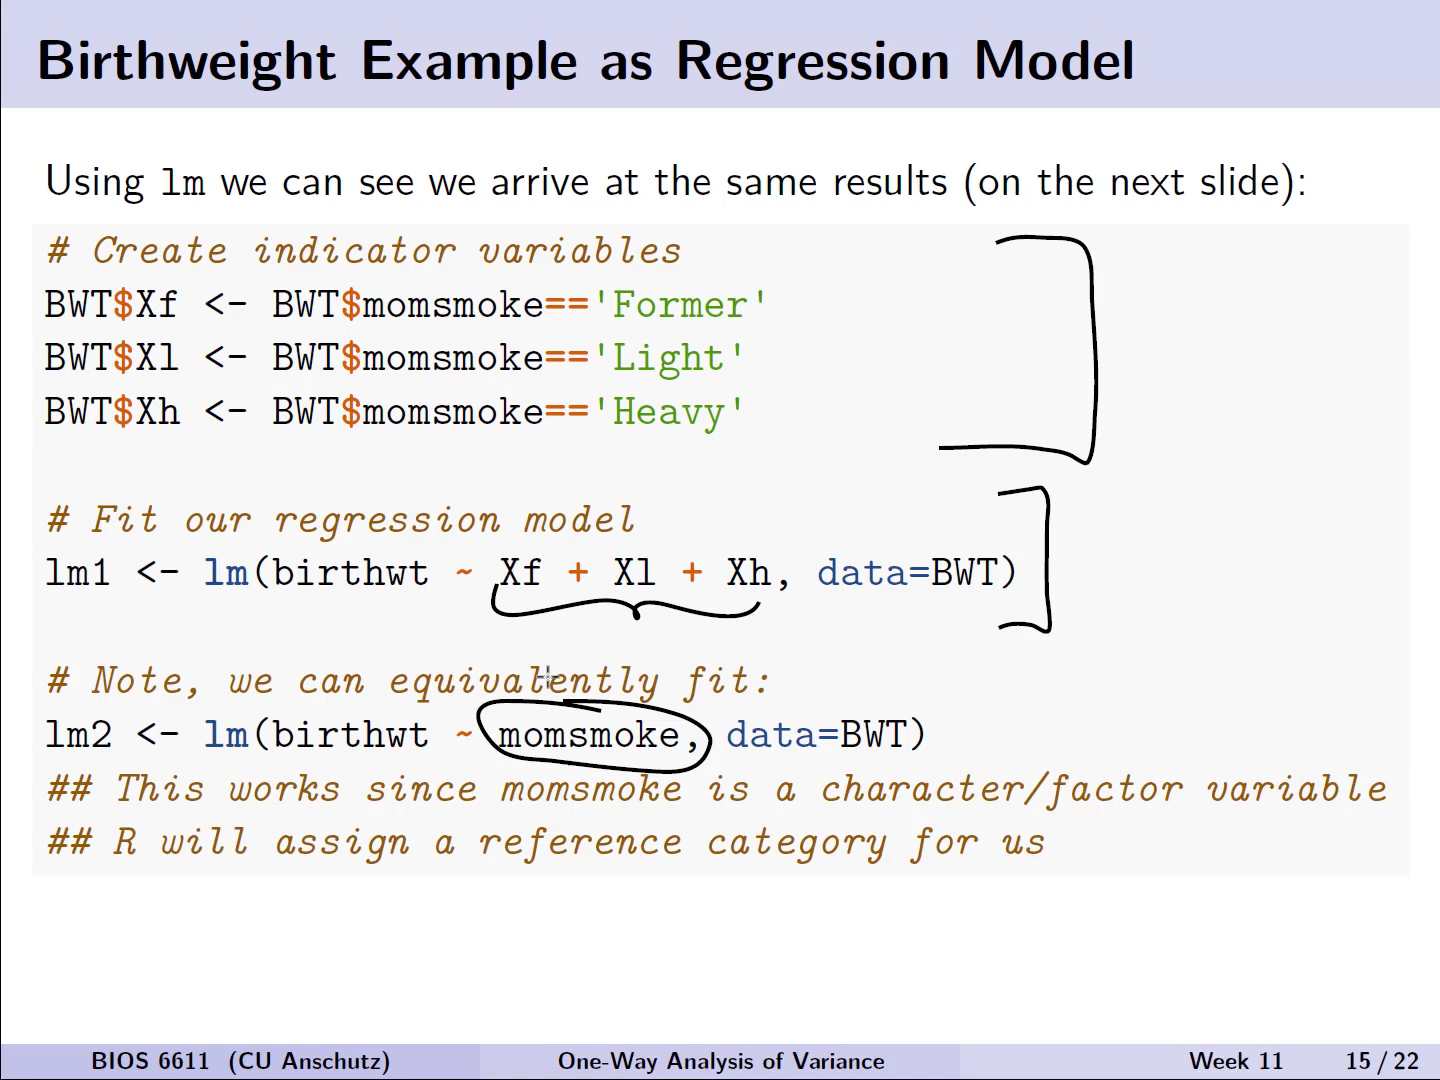 Birthweight Example as Regression Model
Using lm we can see we arrive at the same results (on the next slide):
# Create indicator variables
BWT$Xf <- BWT$momsmoke=='Former'
BWT$Xl <- BWT$momsmoke=='Light'
BWT$Xh <- BWT$momsmoke=='Heavy'
# Fit our regression model
lm1 <- lm(birthwt ~ Xf + Xl + Xh, data=BWT)
# Note, we can equivalently fit:
lm2 <- lm(birthwt ~ momsmoke, data=BWT)
## This works since momsmoke is a character/factor variable
## R will assign a reference category for us
BIOS 6611 (CU Anschutz) One-Way Analysis of Variance Week 11 15 / 22